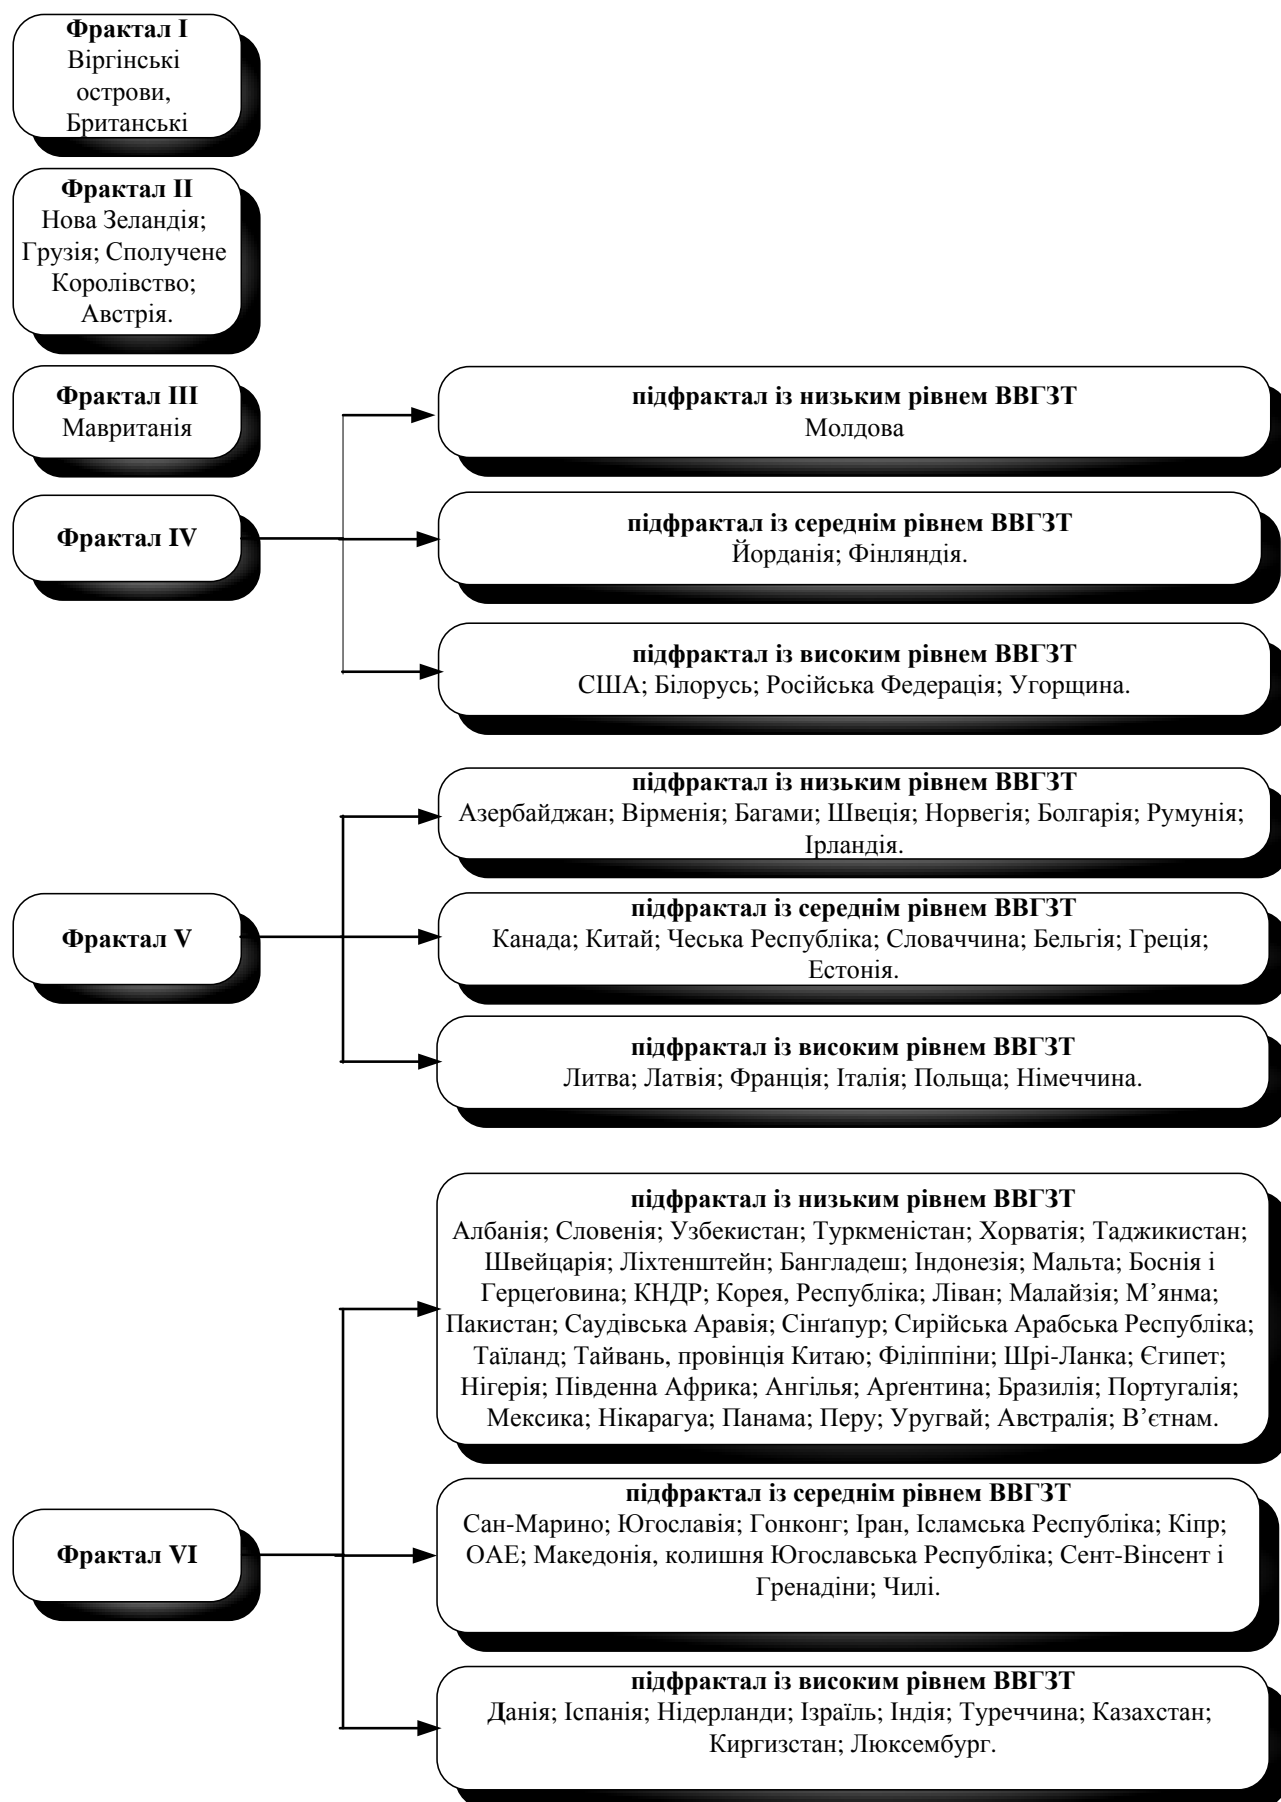 Фрактал I
Віргінські
острови,
Британські
Фрактал II
Нова Зеландія;
Грузія; Сполучене
Королівство;
Австрія.
Фрактал III
Мавританія
підфрактал із низьким рівнем ВВГЗТ
Молдова
Фрактал IV
підфрактал із середнім рівнем ВВГЗТ
Йорданія; Фінляндія.
підфрактал із високим рівнем ВВГЗТ
США; Білорусь; Російська Федерація; Угорщина.
підфрактал із низьким рівнем ВВГЗТ
Азербайджан; Вірменія; Багами; Швеція; Норвегія; Болгарія; Румунія;
Ірландія.
Фрактал V
підфрактал із середнім рівнем ВВГЗТ
Канада; Китай; Чеська Республіка; Словаччина; Бельгія; Греція;
Естонія.
підфрактал із високим рівнем ВВГЗТ
Литва; Латвія; Франція; Італія; Польща; Німеччина.
підфрактал із низьким рівнем ВВГЗТ
Албанія; Словенія; Узбекистан; Туркменістан; Хорватія; Таджикистан;
Швейцарія; Ліхтенштейн; Бангладеш; Індонезія; Мальта; Боснія і
Герцеґовина; КНДР; Корея, Республіка; Ліван; Малайзія; М’янма;
Пакистан; Саудівська Аравія; Сінґапур; Сирійська Арабська Республіка;
Таїланд; Тайвань, провінція Китаю; Філіппіни; Шрі-Ланка; Єгипет;
Нігерія; Південна Африка; Ангілья; Арґентина; Бразилія; Португалія;
Мексика; Нікарагуа; Панама; Перу; Уругвай; Австралія; В’єтнам.
Фрактал VI
підфрактал із середнім рівнем ВВГЗТ
Сан-Марино; Югославія; Гонконг; Іран, Ісламська Республіка; Кіпр;
ОАЕ; Македонія, колишня Югославська Республіка; Сент-Вінсент і
Гренадіни; Чилі.
підфрактал із високим рівнем ВВГЗТ
Данія; Іспанія; Нідерланди; Ізраїль; Індія; Туреччина; Казахстан;
Киргизстан; Люксембург.